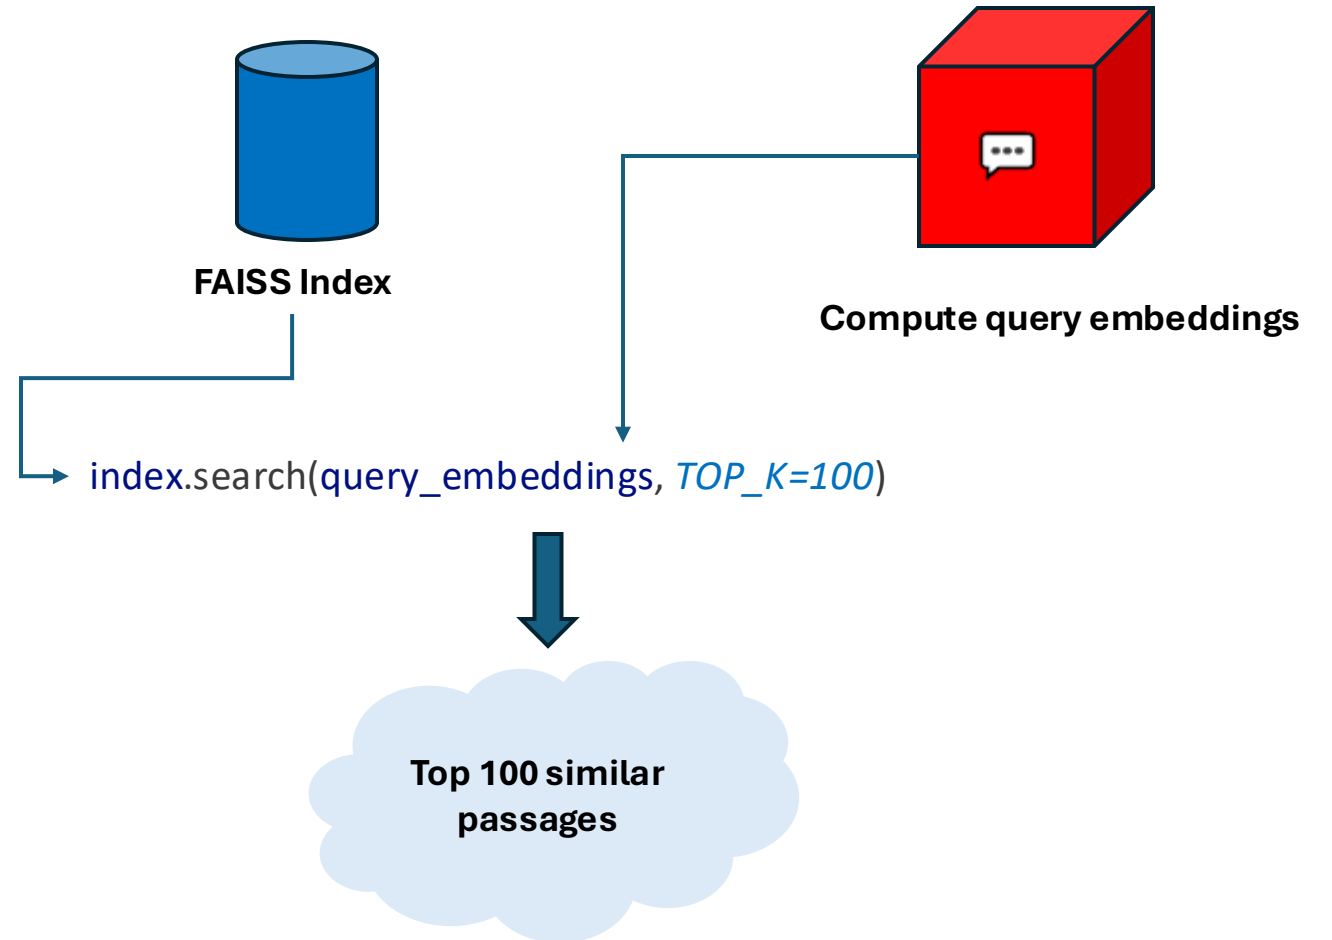 FAISS Index
Compute query embeddings
index.search(query_embeddings, TOP_K=100)
Top 100 similar
passages